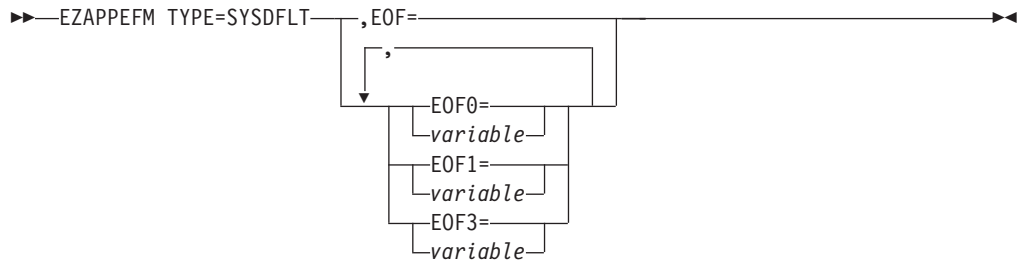 EZAPPEFM TYPE=SYSDFLT ,EOF=
,
EOF0=
variable
EOF1=
variable
EOF3=
variable